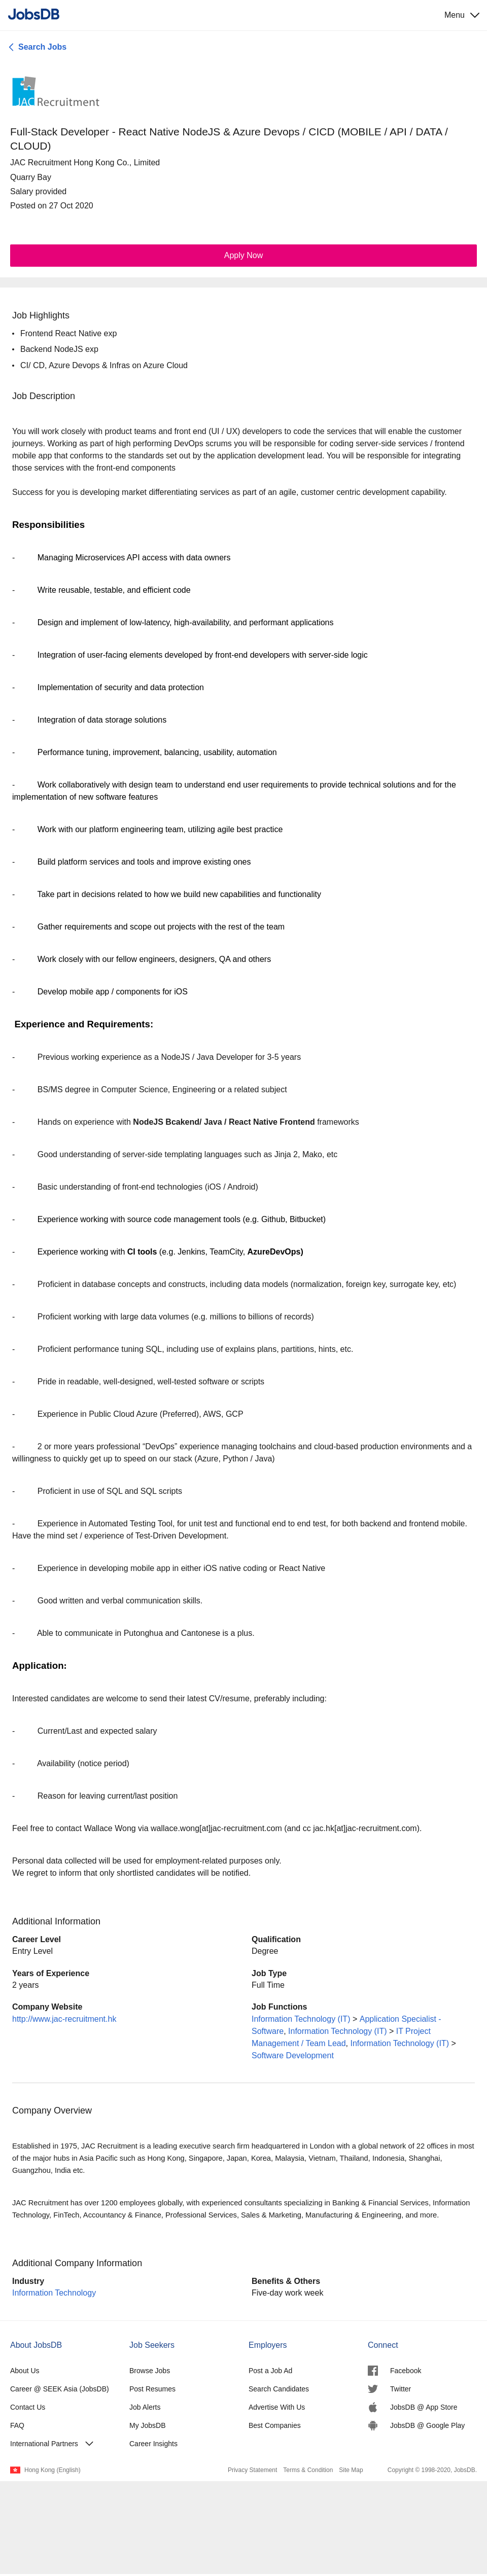 JobsDB
Menu
Search Jobs
JAC Recruitment
Full-Stack Developer - React Native NodeJS & Azure Devops / CICD (MOBILE / API / DATA /
CLOUD)
JAC Recruitment Hong Kong Co., Limited
Quarry Bay
Salary provided
Posted on 27 Oct 2020
Apply Now
Job Highlights
• Frontend React Native exp
• Backend NodeJS exp
• CI/ CD, Azure Devops & Infras on Azure Cloud
Job Description
You will work closely with product teams and front end (UI / UX) developers to code the services that will enable the customer
journeys. Working as part of high performing DevOps scrums you will be responsible for coding server-side services / frontend
mobile app that conforms to the standards set out by the application development lead. You will be responsible for integrating
those services with the front-end components
Success for you is developing market differentiating services as part of an agile, customer centric development capability.
Responsibilities
- Managing Microservices API access with data owners
- Write reusable, testable, and efficient code
- Design and implement of low-latency, high-availability, and performant applications
- Integration of user-facing elements developed by front-end developers with server-side logic
- Implementation of security and data protection
- Integration of data storage solutions
- Performance tuning, improvement, balancing, usability, automation
- Work collaboratively with design team to understand end user requirements to provide technical solutions and for the
implementation of new software features
- Work with our platform engineering team, utilizing agile best practice
- Build platform services and tools and improve existing ones
- Take part in decisions related to how we build new capabilities and functionality
- Gather requirements and scope out projects with the rest of the team
- Work closely with our fellow engineers, designers, QA and others
- Develop mobile app / components for iOS
Experience and Requirements:
- Previous working experience as a NodeJS / Java Developer for 3-5 years
- BS/MS degree in Computer Science, Engineering or a related subject
- Hands on experience with NodeJS Bcakend/ Java / React Native Frontend frameworks
- Good understanding of server-side templating languages such as Jinja 2, Mako, etc
- Basic understanding of front-end technologies (iOS / Android)
- Experience working with source code management tools (e.g. Github, Bitbucket)
- Experience working with CI tools (e.g. Jenkins, TeamCity, AzureDevOps)
- Proficient in database concepts and constructs, including data models (normalization, foreign key, surrogate key, etc)
- Proficient working with large data volumes (e.g. millions to billions of records)
- Proficient performance tuning SQL, including use of explains plans, partitions, hints, etc.
- Pride in readable, well-designed, well-tested software or scripts
- Experience in Public Cloud Azure (Preferred), AWS, GCP
- 2 or more years professional “DevOps” experience managing toolchains and cloud-based production environments and a
willingness to quickly get up to speed on our stack (Azure, Python / Java)
- Proficient in use of SQL and SQL scripts
- Experience in Automated Testing Tool, for unit test and functional end to end test, for both backend and frontend mobile.
Have the mind set / experience of Test-Driven Development.
- Experience in developing mobile app in either iOS native coding or React Native
- Good written and verbal communication skills.
- Able to communicate in Putonghua and Cantonese is a plus.
Application:
Interested candidates are welcome to send their latest CV/resume, preferably including:
- Current/Last and expected salary
- Availability (notice period)
- Reason for leaving current/last position
Feel free to contact Wallace Wong via wallace.wong[at]jac-recruitment.com (and cc jac.hk[at]jac-recruitment.com).
Personal data collected will be used for employment-related purposes only.
We regret to inform that only shortlisted candidates will be notified.
Additional Information
Career Level
Entry Level
Qualification
Degree
Years of Experience
2 years
Job Type
Full Time
Company Website
http://www.jac-recruitment.hk
Job Functions
Information Technology (IT) > Application Specialist -
Software, Information Technology (IT) > IT Project
Management / Team Lead, Information Technology (IT) >
Software Development
Company Overview
Established in 1975, JAC Recruitment is a leading executive search firm headquartered in London with a global network of 22 offices in most
of the major hubs in Asia Pacific such as Hong Kong, Singapore, Japan, Korea, Malaysia, Vietnam, Thailand, Indonesia, Shanghai,
Guangzhou, India etc.
JAC Recruitment has over 1200 employees globally, with experienced consultants specializing in Banking & Financial Services, Information
Technology, FinTech, Accountancy & Finance, Professional Services, Sales & Marketing, Manufacturing & Engineering, and more.
Additional Company Information
Industry
Information Technology
Benefits & Others
Five-day work week
About JobsDB
About Us
Career @ SEEK Asia (JobsDB)
Contact Us
FAQ
International Partners
Job Seekers
Browse Jobs
Post Resumes
Job Alerts
My JobsDB
Career Insights
Employers
Post a Job Ad
Search Candidates
Advertise With Us
Best Companies
Connect
Facebook
Twitter
JobsDB @ App Store
JobsDB @ Google Play
Hong Kong (English)
Privacy Statement Terms & Condition Site Map
Copyright © 1998-2020, JobsDB.